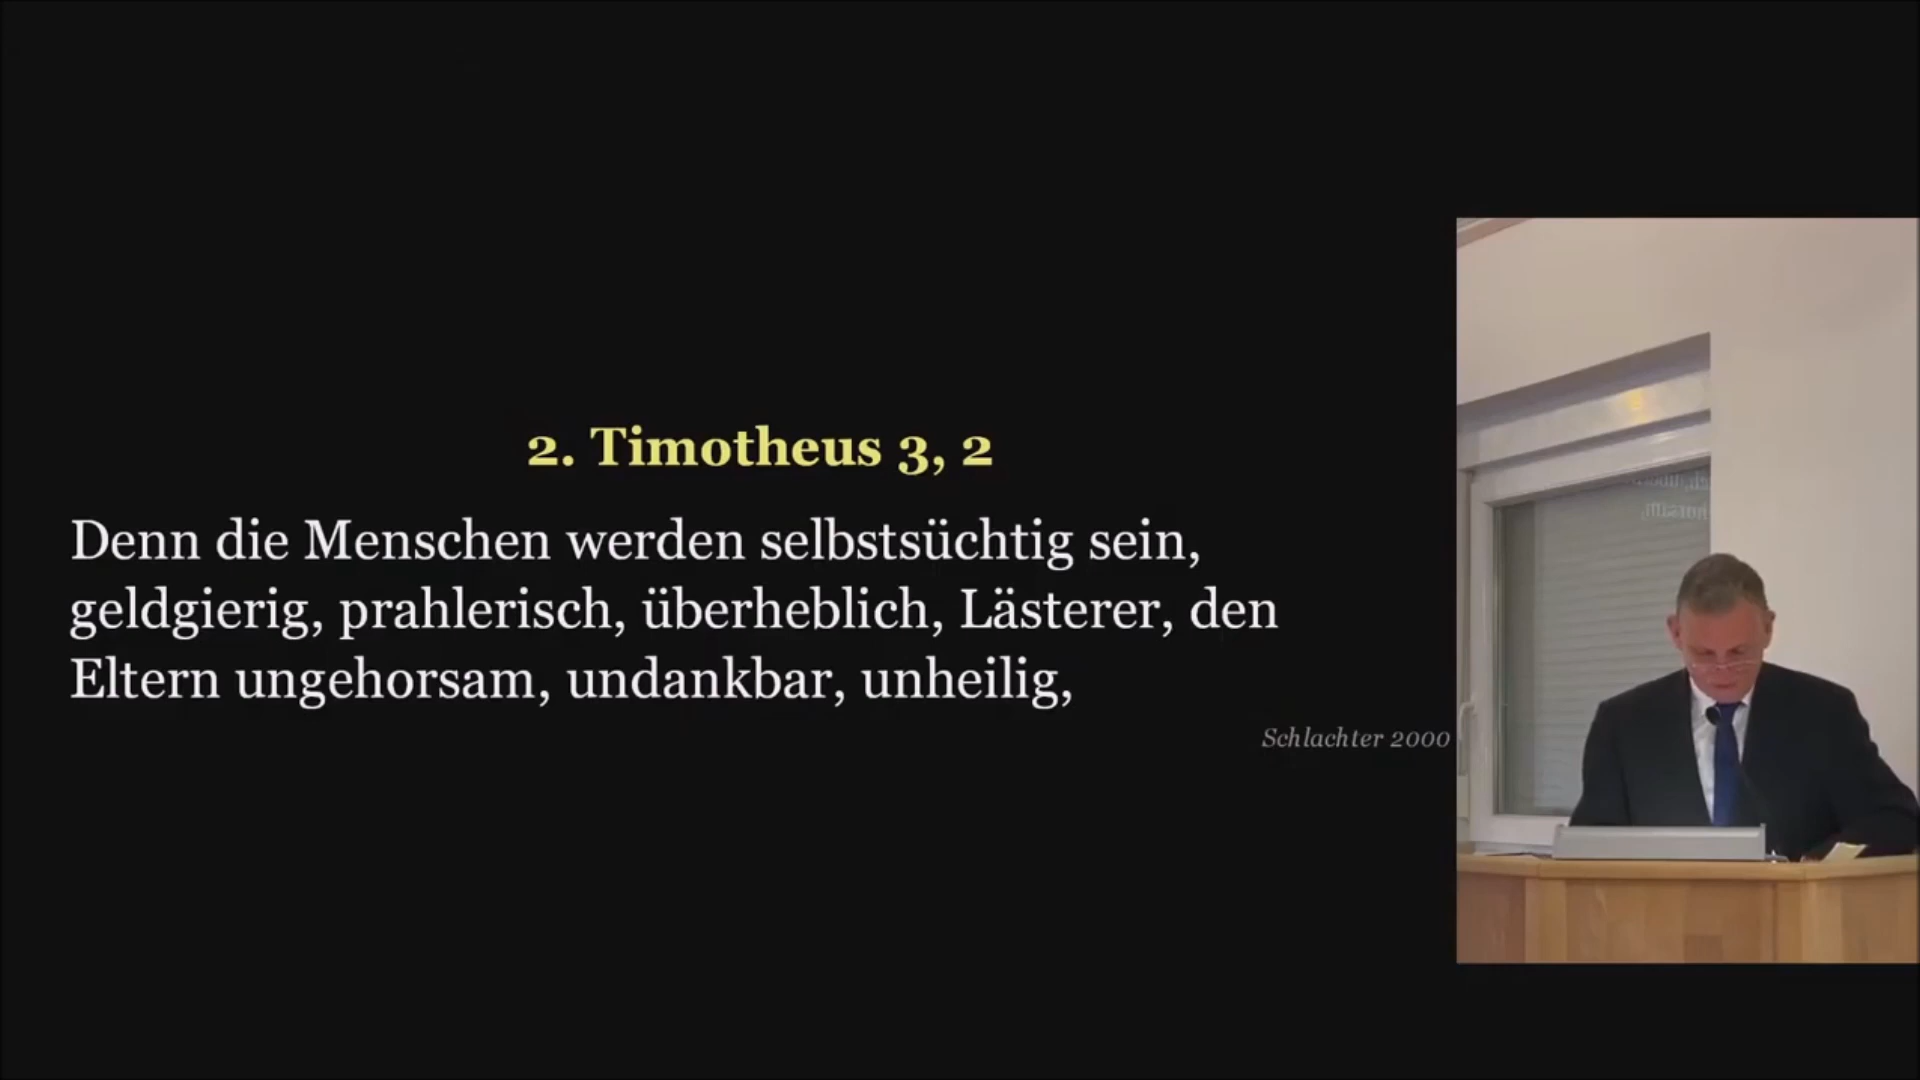 2. Timotheus 3, 2
Denn die Menschen werden selbstsüchtig sein,
geldgierig, prahlerisch, überheblich, Lästerer, den
Eltern ungehorsam, undankbar, unheilig,
Schlachter 2000